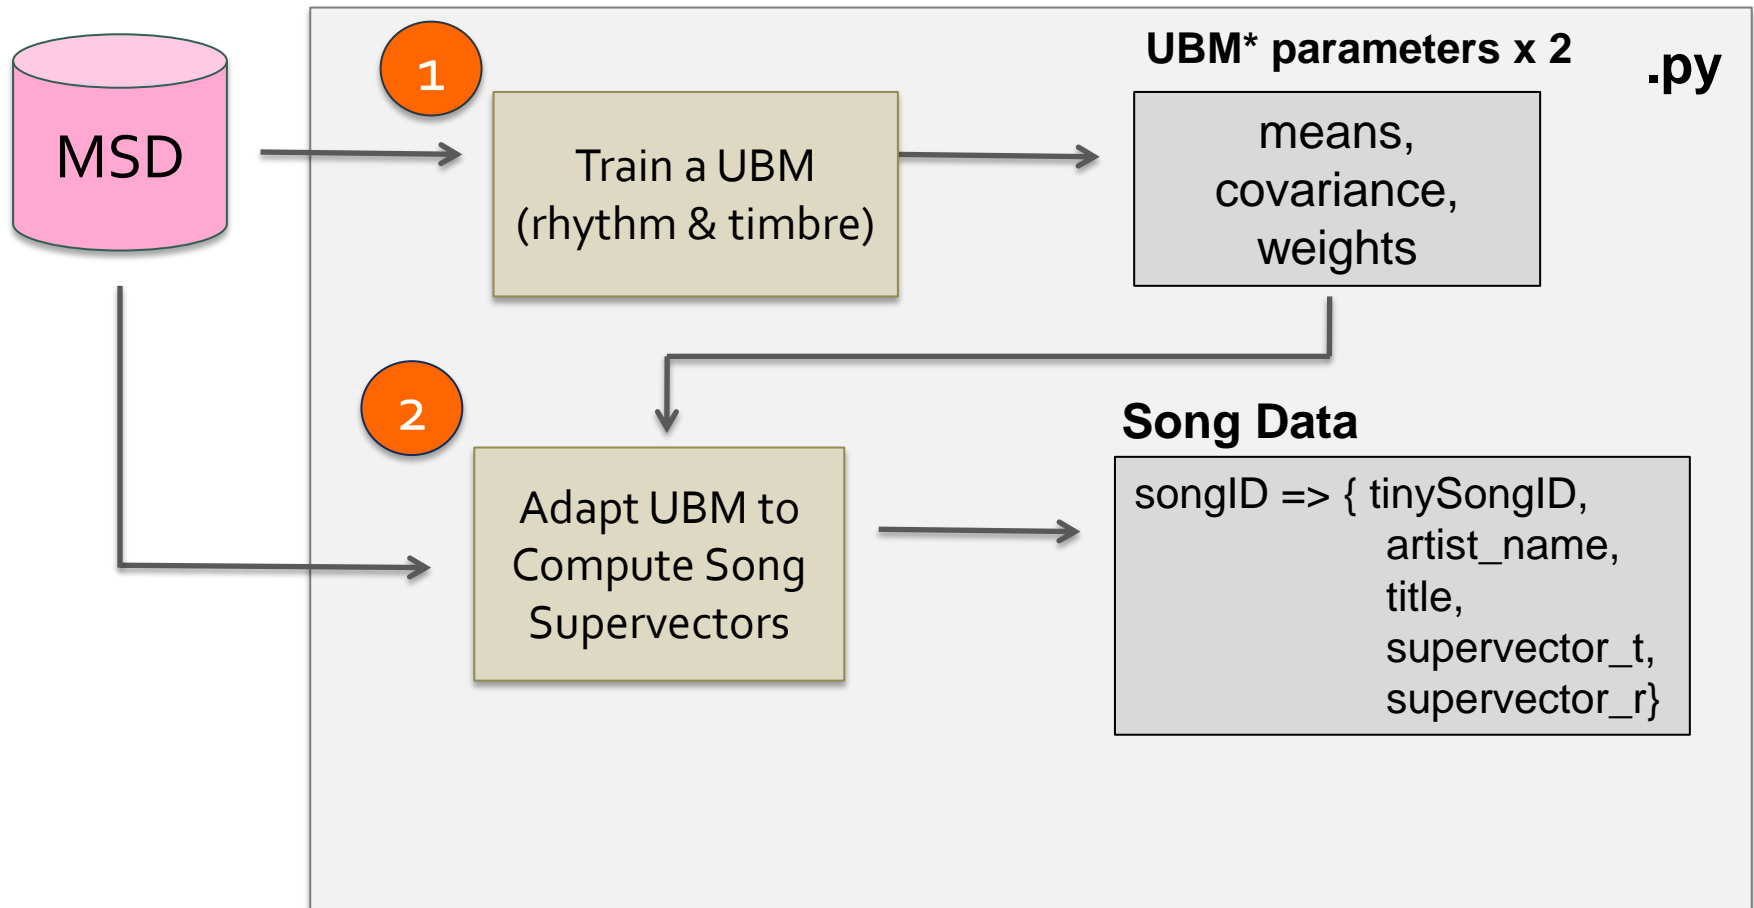 MSD
1
Train a UBM
(rhythm & timbre)
UBM* parameters x 2
.py
means,
covariance,
weights
2
Adapt UBM to
Compute Song
Supervectors
Song Data
songID => { tinySongID,
artist_name,
title,
supervector_t,
supervector_r}